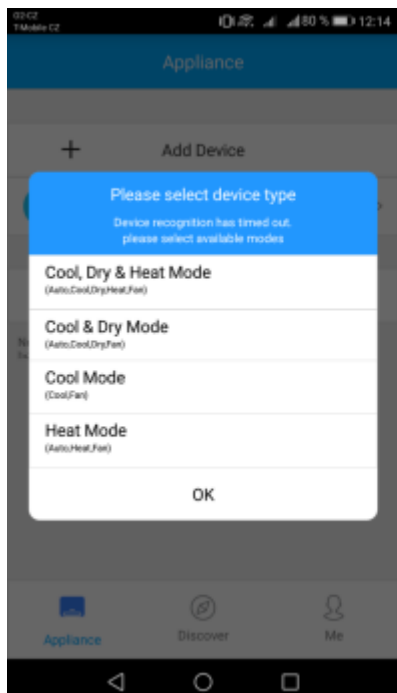 O2-CZ
T-Mobile CZ
80 % 12:14
Appliance
Add Device
Please select device type
Device recognition has timed out.
please select available modes
Cool, Dry & Heat Mode
(Auto,Cool,Dry,Heat,Fan)
Cool & Dry Mode
(Auto,Cool,Dry,Fan)
Cool Mode
(Cool,Fan)
Heat Mode
(Auto,Heat,Fan)
OK
Appliance Discover Me